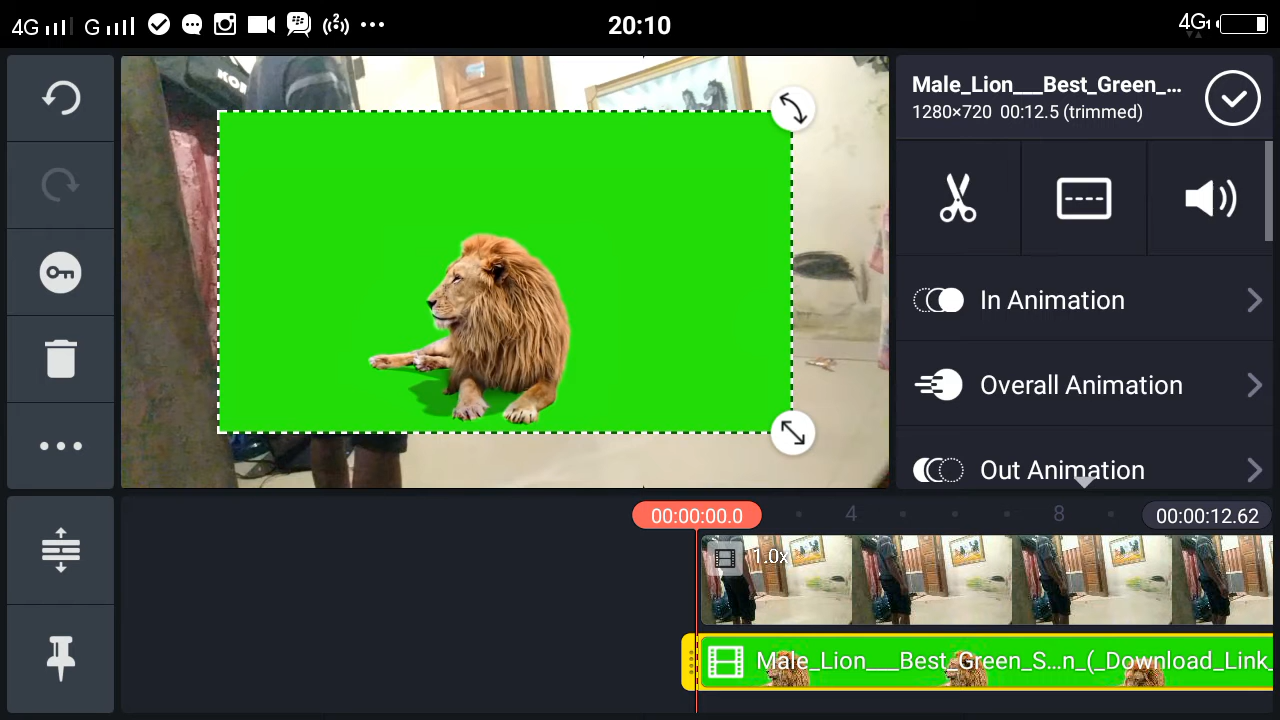 4G G 2 20:10 4G
Male_Lion___Best_Green_...
1280×720 00:12.5 (trimmed)
In Animation
Overall Animation
Out Animation
00:00:00.0 4 8 00:00:12.62
1.0x
Male_Lion___Best_Green_S...n_(_Download_Link_